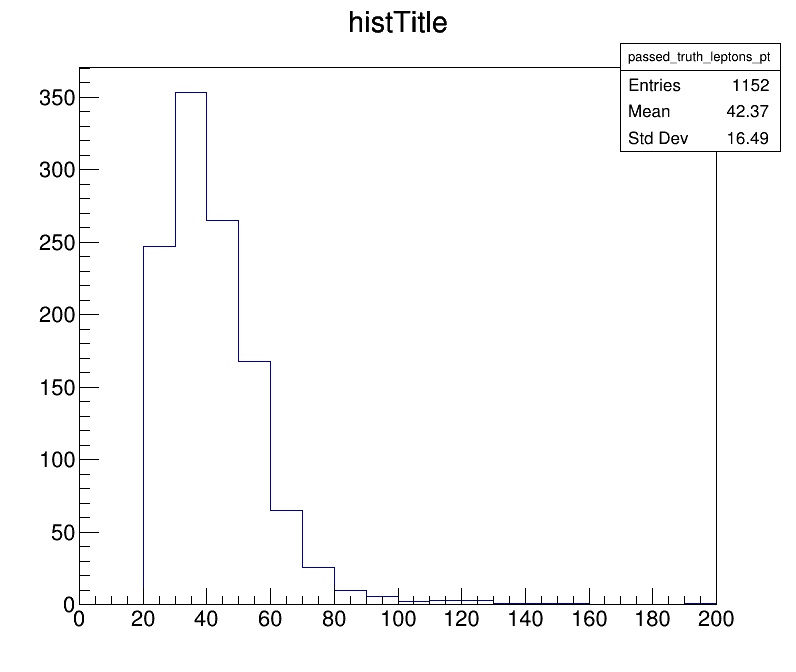 histTitle
passed_truth_leptons_pt
Entries 1152
Mean 42.37
Std Dev 16.49
350
300
250
200
150
100
50
0
0 20 40 60 80 100 120 140 160 180 200